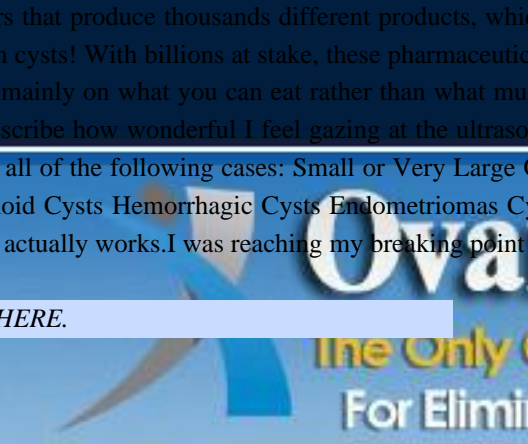 rs that produce thousands different products, whic
n cysts! With billions at stake, these pharmaceutic
mainly on what you can eat rather than what mu
scribe how wonderful I feel gazing at the ultraso
all of the following cases: Small or Very Large C
oid Cysts Hemorrhagic Cysts Endometriomas Cy
actually works.I was reaching my breaking point
Ova
HERE.
The Only
For Elimi